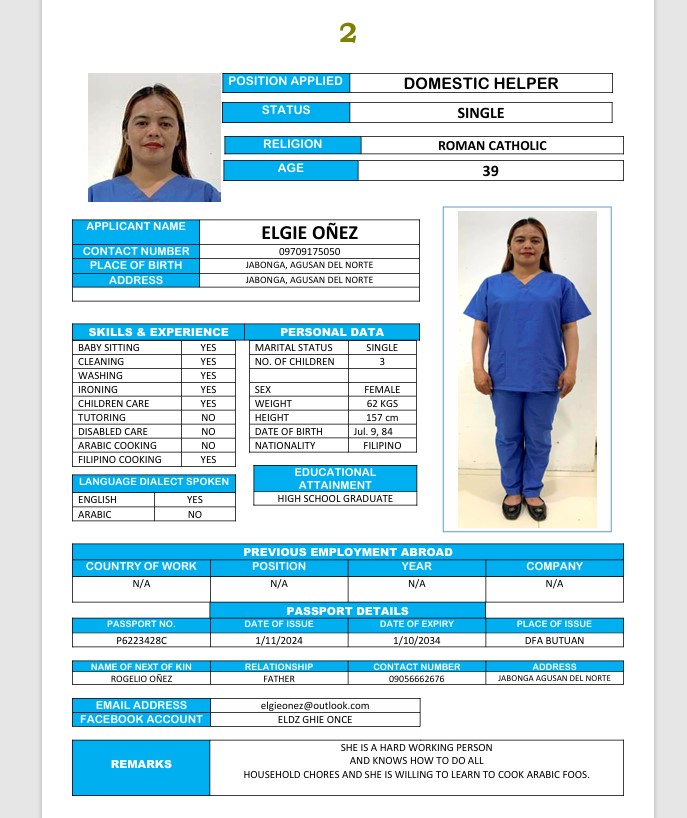 2
POSITION APPLIED DOMESTIC HELPER
STATUS SINGLE
RELIGION ROMAN CATHOLIC
AGE 39
APPLICANT NAME ELGIE OÑEZ
CONTACT NUMBER 09709175050
PLACE OF BIRTH JABONGA, AGUSAN DEL NORTE
ADDRESS JABONGA, AGUSAN DEL NORTE
SKILLS & EXPERIENCE PERSONAL DATA
BABY SITTING YES MARITAL STATUS SINGLE
CLEANING YES NO. OF CHILDREN 3
WASHING YES
IRONING YES SEX FEMALE
CHILDREN CARE YES WEIGHT 62 KGS
TUTORING NO HEIGHT 157 cm
DISABLED CARE NO DATE OF BIRTH Jul. 9, 84
ARABIC COOKING NO NATIONALITY FILIPINO
FILIPINO COOKING YES
LANGUAGE DIALECT SPOKEN
ENGLISH YES
ARABIC NO
EDUCATIONAL
ATTAINMENT
HIGH SCHOOL GRADUATE
PREVIOUS EMPLOYMENT ABROAD
COUNTRY OF WORK POSITION YEAR COMPANY
N/A N/A N/A N/A
PASSPORT DETAILS
PASSPORT NO. DATE OF ISSUE DATE OF EXPIRY PLACE OF ISSUE
P6223428C 1/11/2024 1/10/2034 DFA BUTUAN
NAME OF NEXT OF KIN RELATIONSHIP CONTACT NUMBER ADDRESS
ROGELIO OÑEZ FATHER 09056662676 JABONGA AGUSAN DEL NORTE
EMAIL ADDRESS elgieonez@outlook.com
FACEBOOK ACCOUNT ELDZ GHIE ONCE
REMARKS
SHE IS A HARD WORKING PERSON
AND KNOWS HOW TO DO ALL
HOUSEHOLD CHORES AND SHE IS WILLING TO LEARN TO COOK ARABIC FOOS.